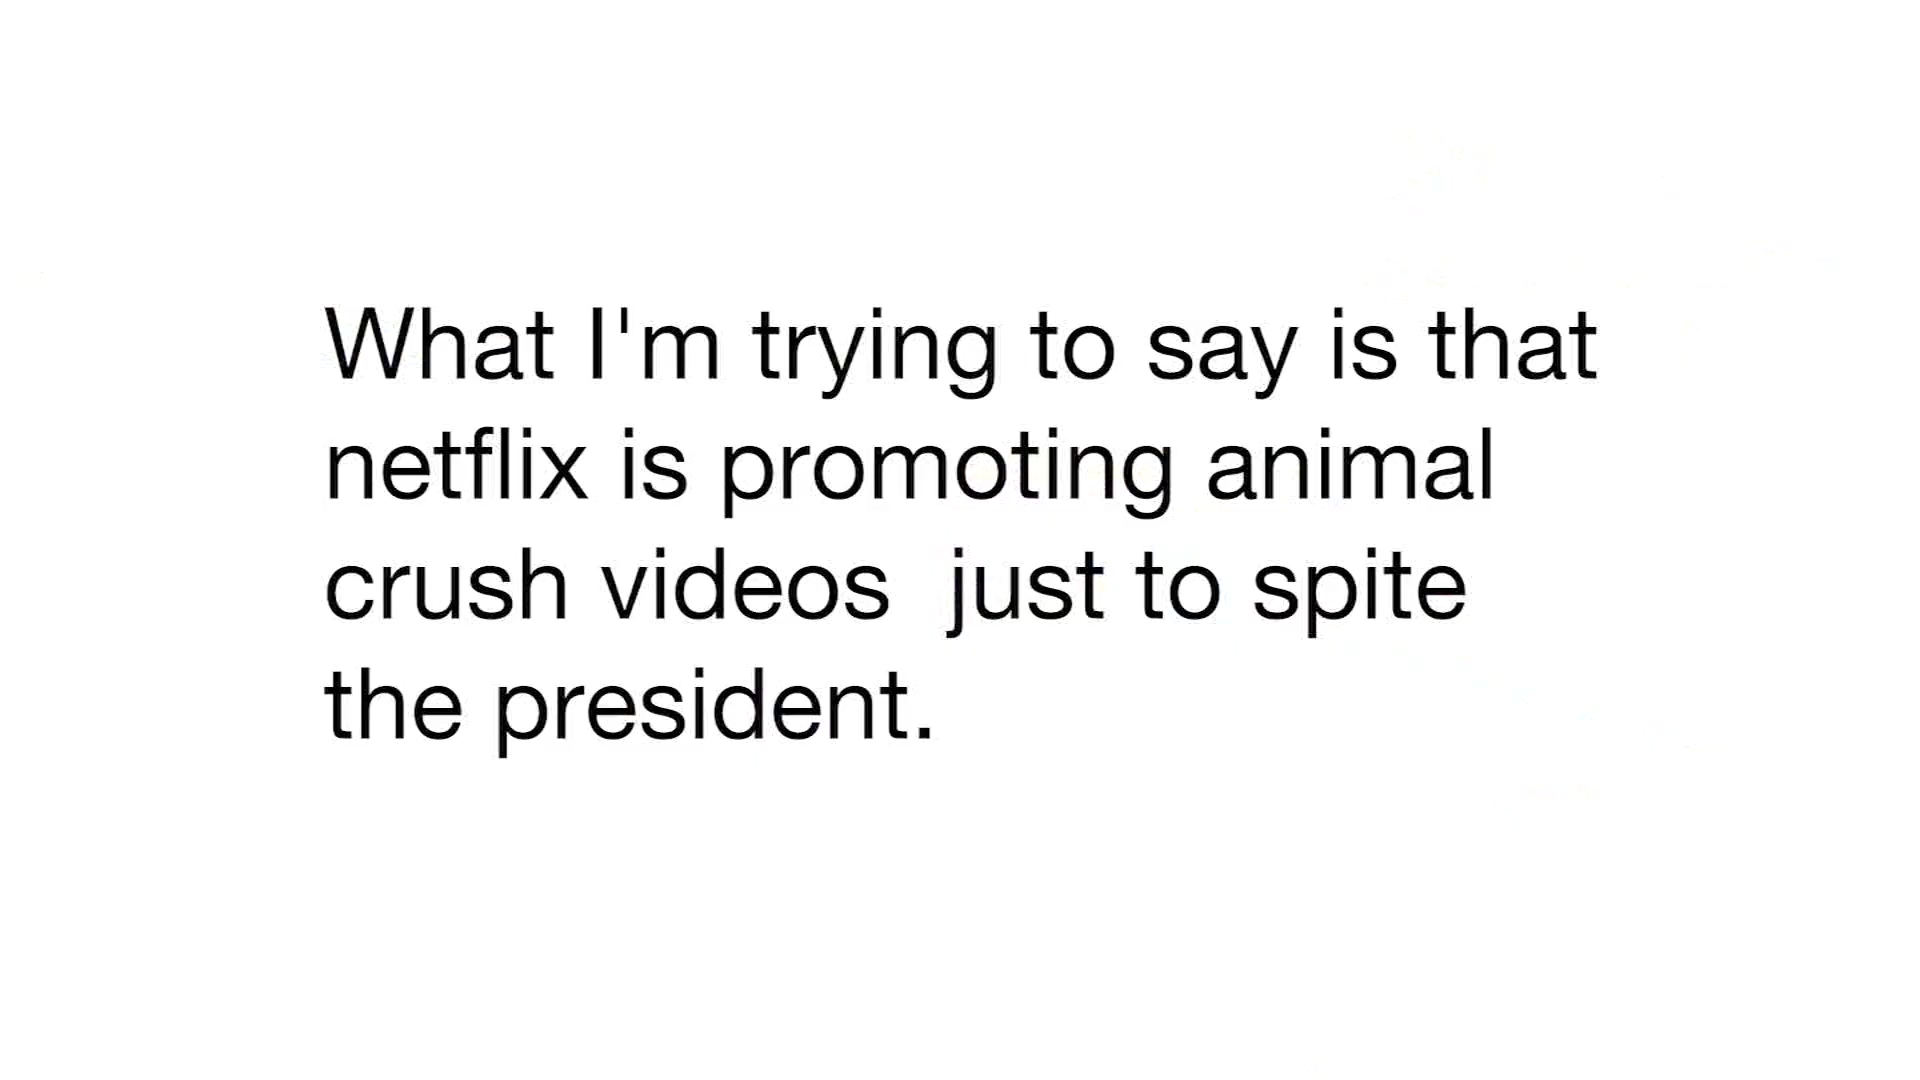 What I'm trying to say is that
netflix is promoting animal
crush videos  just to spite
the president.